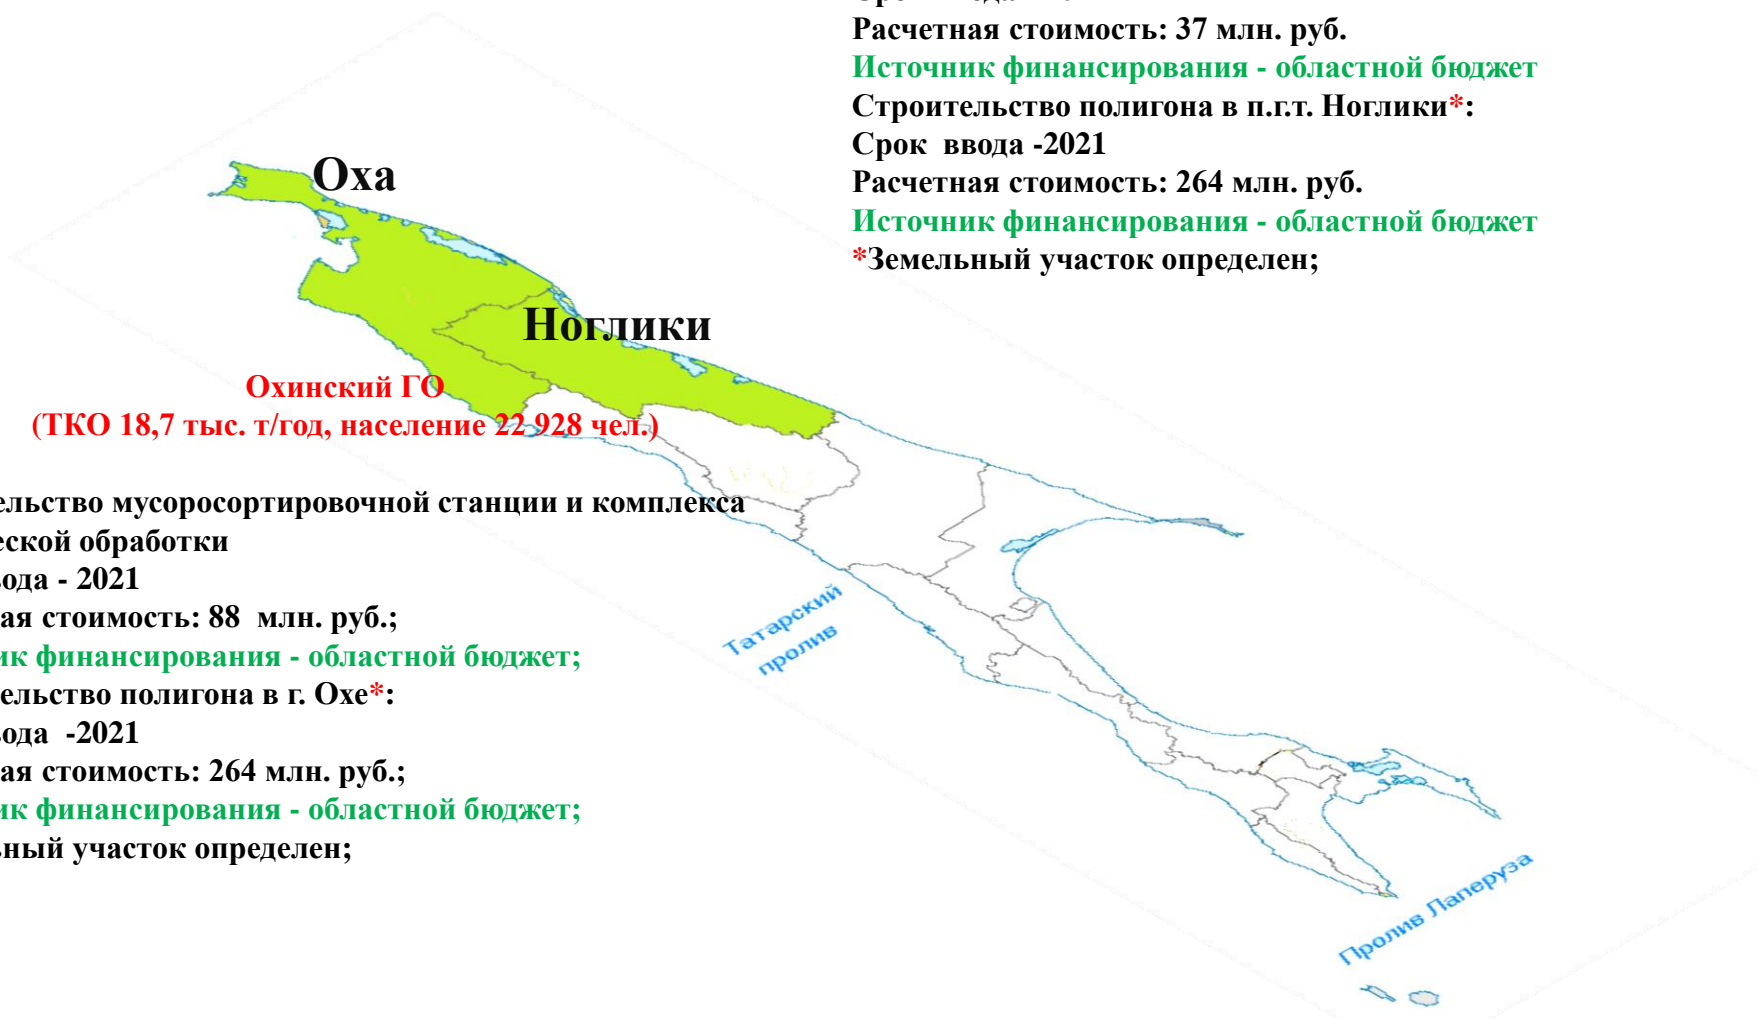 Расчетная стоимость: 37 млн. руб.
Источник финансирования - областной бюджет
Строительство полигона в п.г.т. Ноглики*:
Срок ввода -2021
Расчетная стоимость: 264 млн. руб.
Источник финансирования - областной бюджет
*Земельный участок определен;
Оха
Ноглики
Охинский ГО
(ТКО 18,7 тыс. т/год, население 22 928 чел.)
ельство мусоросортировочной станции и комплекса
еской обработки
вода - 2021
ая стоимость: 88 млн. руб.;
ик финансирования - областной бюджет;
ельство полигона в г. Охе*:
вода -2021
ая стоимость: 264 млн. руб.;
ик финансирования - областной бюджет;
ьный участок определен;
Татарский
пролив
Пролив Лаперуза